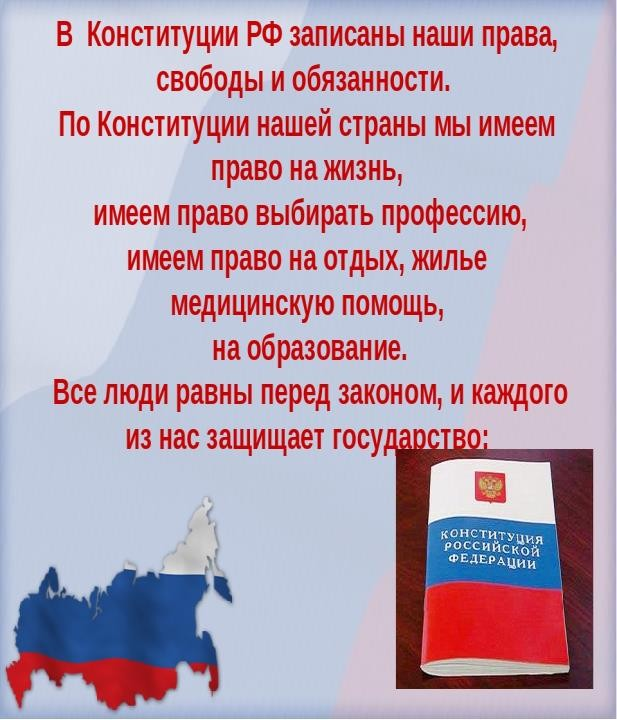 В Конституции РФ записаны наши права,
свободы и обязанности.
По Конституции нашей страны мы имеем
право на жизнь,
имеем право выбирать профессию,
имеем право на отдых, жилье
медицинскую помощь,
на образование.
Все люди равны перед законом, и каждого
из нас защищает государство:
КОНСТИТУЦИЯ
РОССИЙСКОЙ
ФЕДЕРАЦИИ